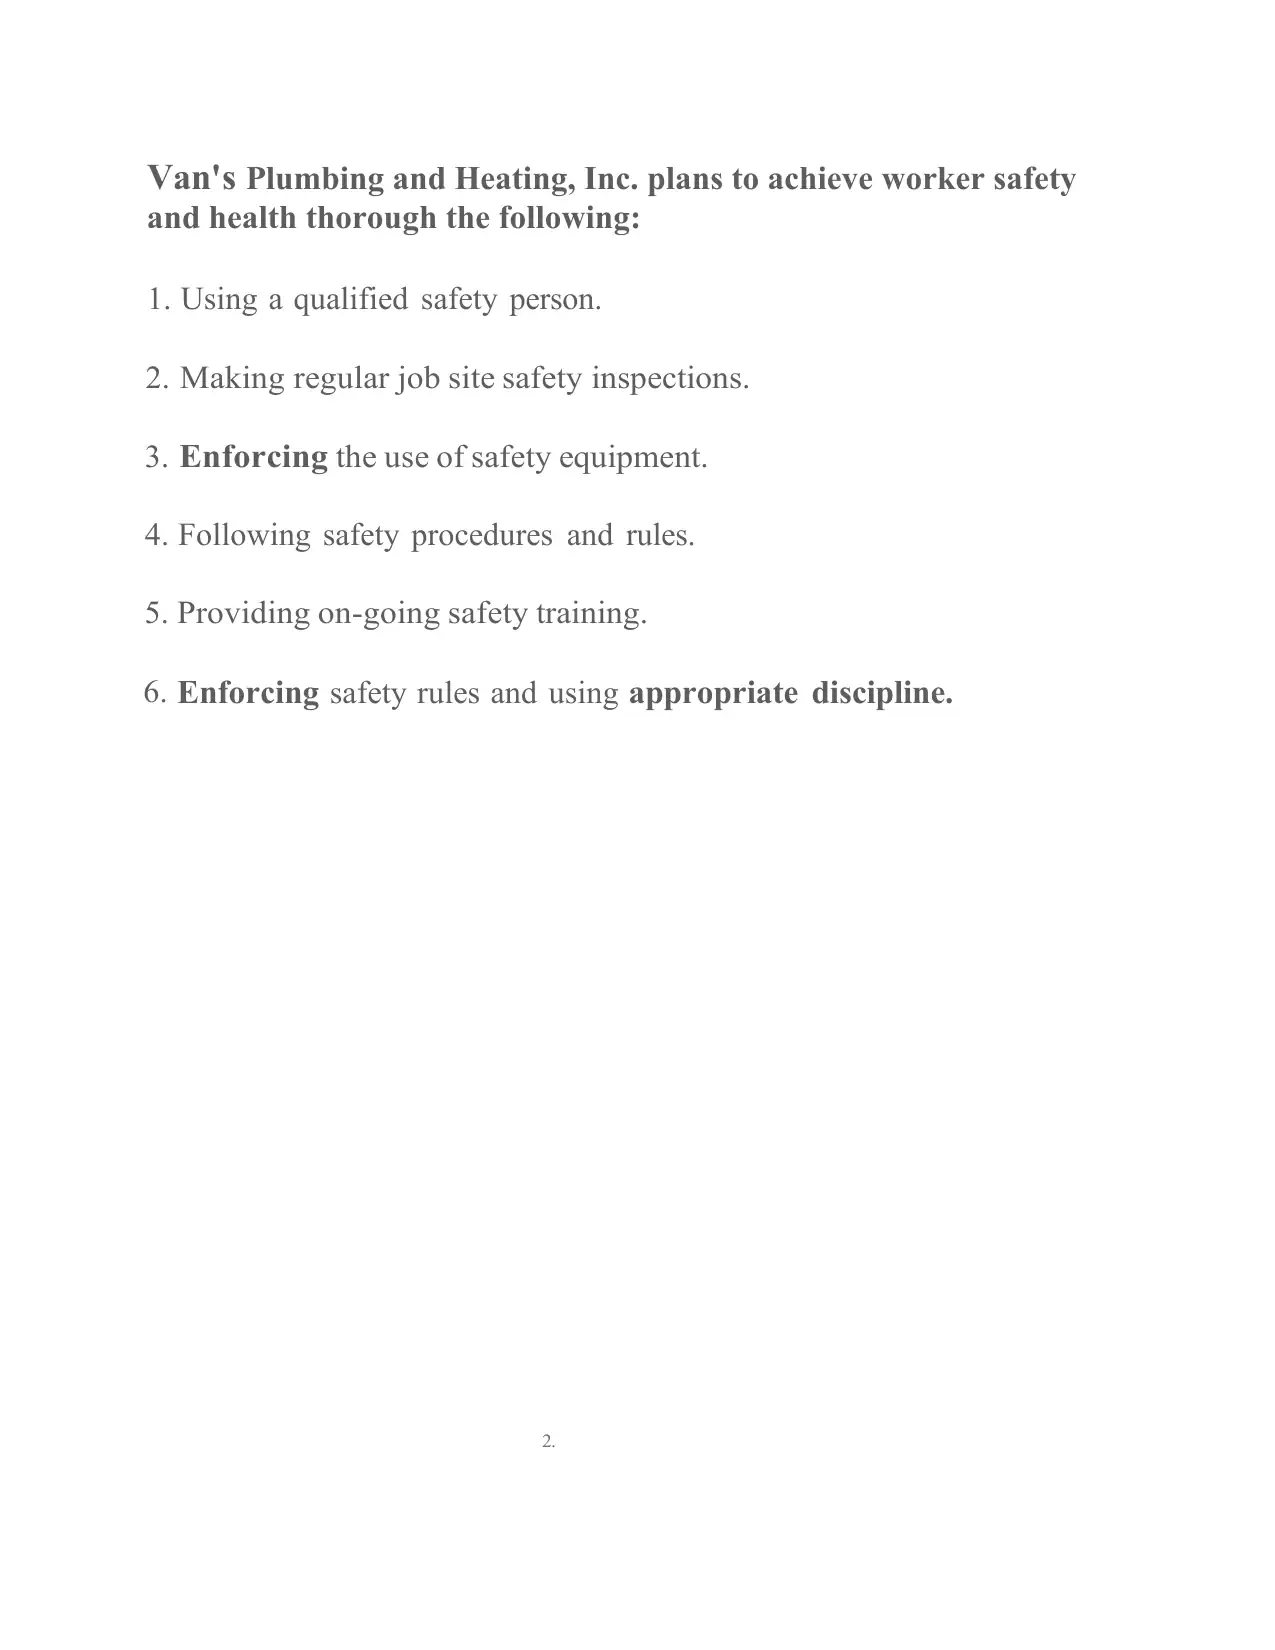 Van's Plumbing and Heating, Inc. plans to achieve worker safety
and health thorough the following:
1. Using a qualified safety person.
2. Making regular job site safety inspections.
3. Enforcing the use of safety equipment.
4. Following safety procedures and rules.
5. Providing on-going safety training.
6. Enforcing safety rules and using appropriate discipline.
2.